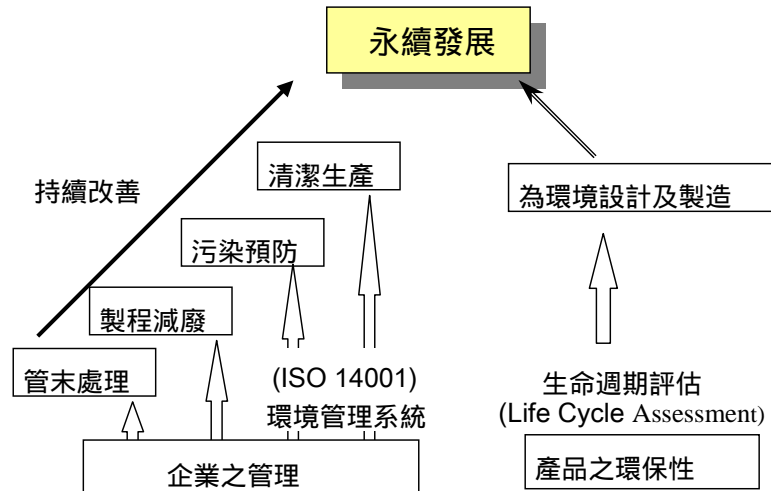 永續發展
持續改善
清潔生產
為環境設計及製造
污染預防
製程減廢
管末處理
(ISO 14001)
環境管理系統
生命週期評估
(Life Cycle Assessment)
企業之管理
產品之環保性